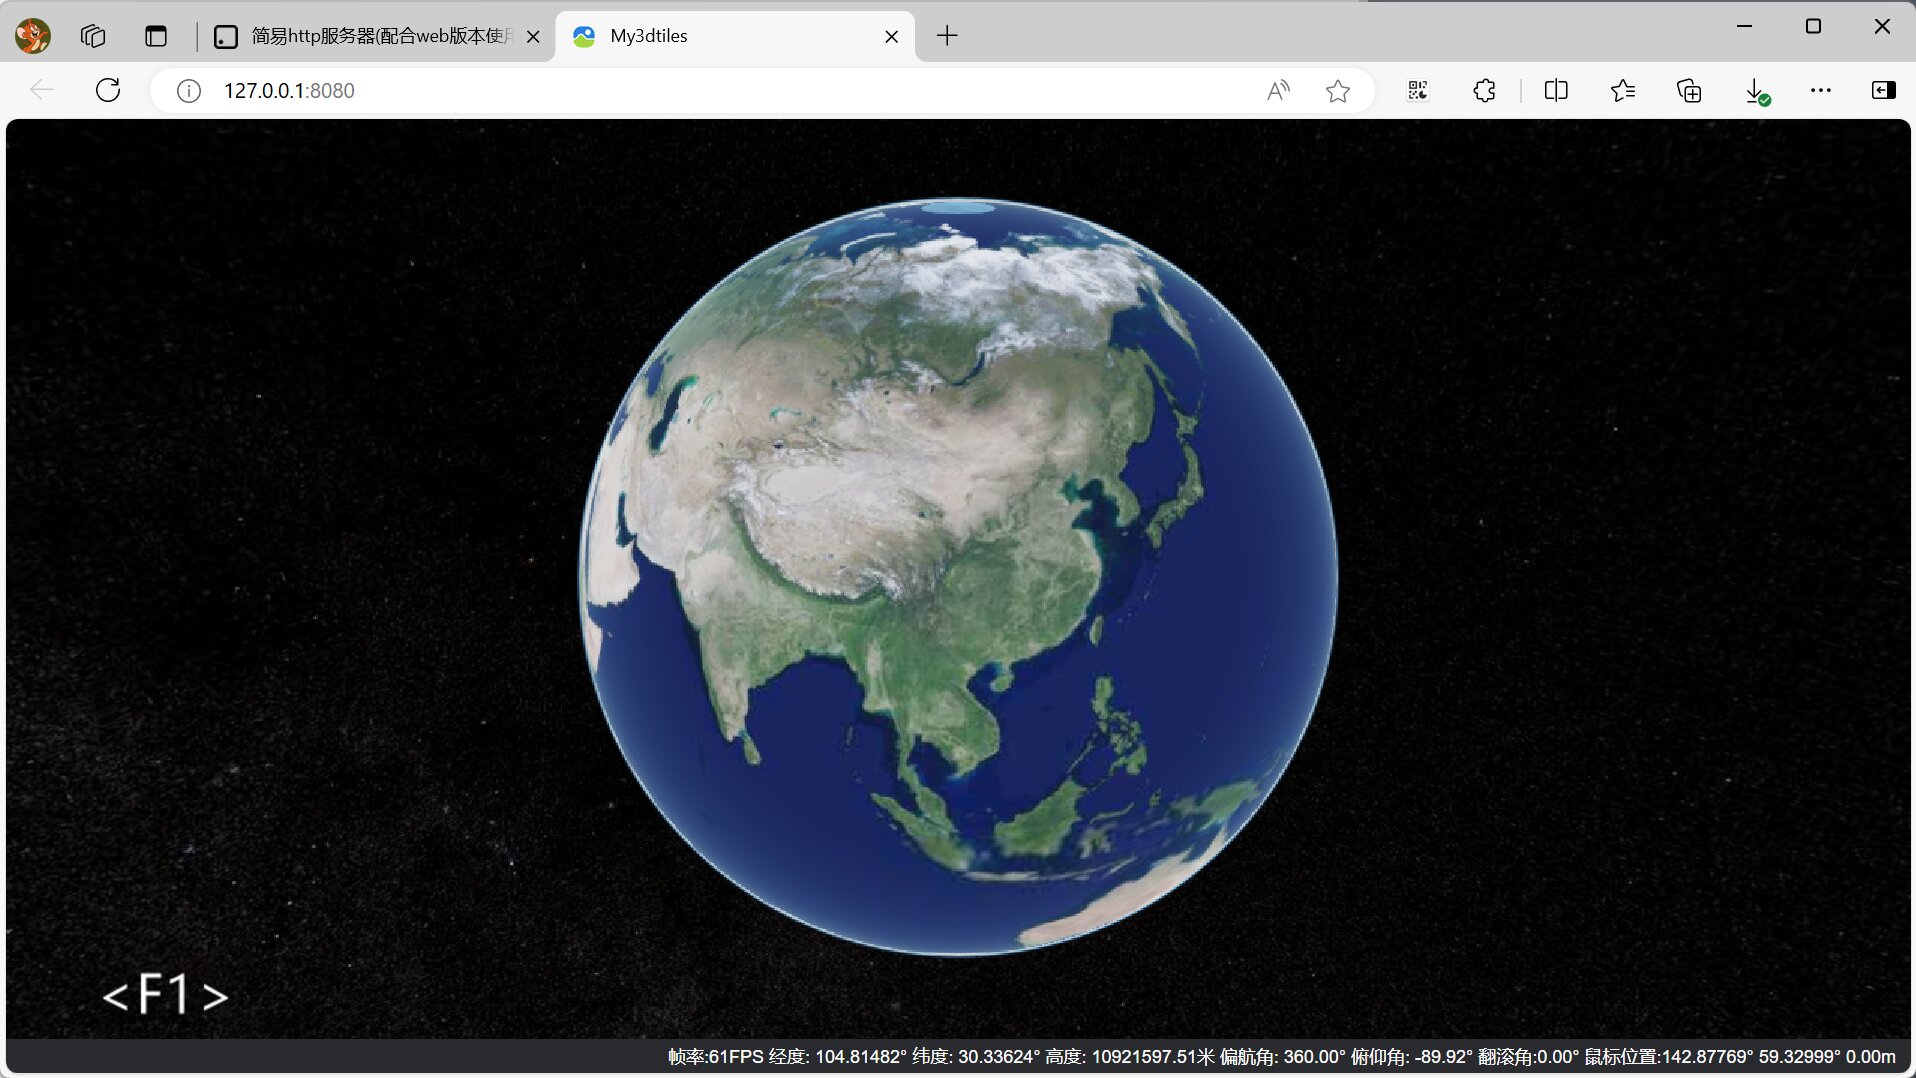 简易http服务器(配合web版本使用
My3dtiles
127.0.0.1:8080
<F1>
帧率:61FPS 经度: 104.81482° 纬度: 30.33624° 高度: 10921597.51米 偏航角: 360.00° 俯仰角: -89.92° 翻滚角:0.00° 鼠标位置:142.87769° 59.32999° 0.00m